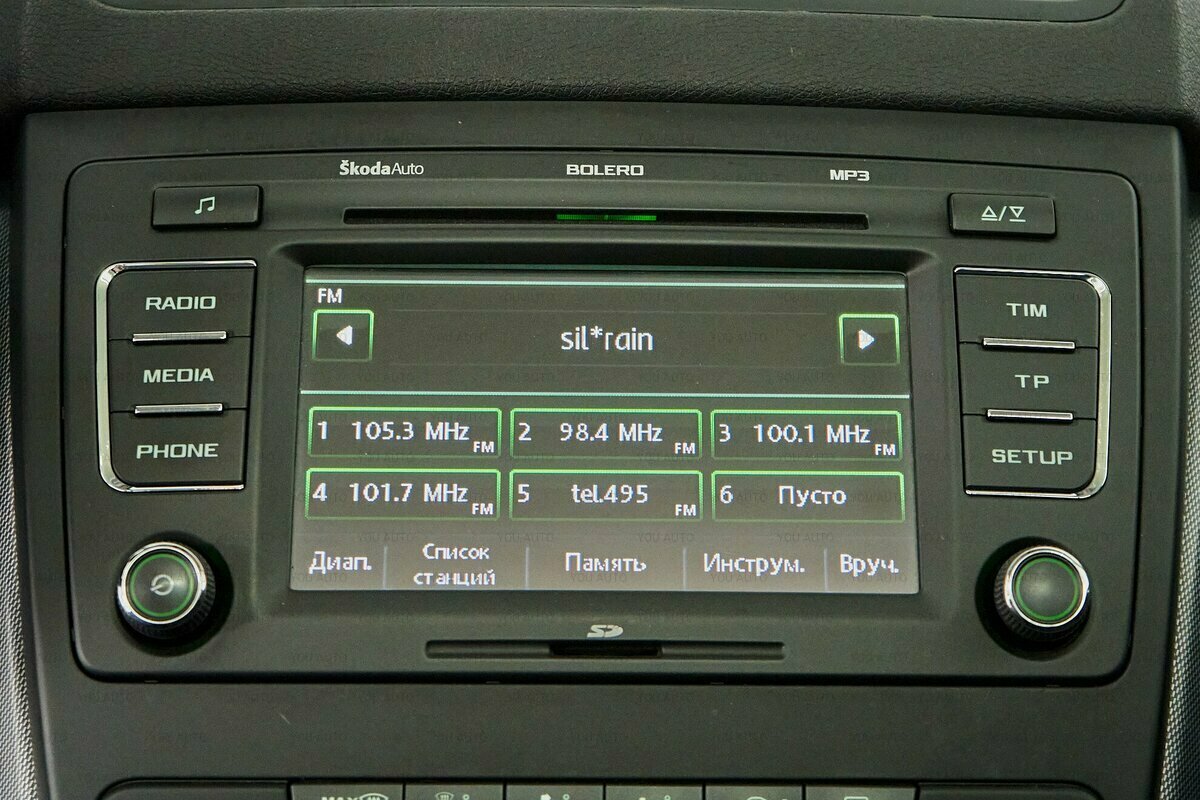 ŠkodaAuto
BOLERO
MP3
RADIO
MEDIA
PHONE
TIM
TP
SETUP
FM
sil*rain
1 105.3 MHz FM
2 98.4 MHz FM
3 100.1 MHz FM
4 101.7 MHz FM
5 tel.495 FM
6 Пусто
Диап.
Список
станций
Память
Инструм.
Вруч.
SD
YOU AUTO